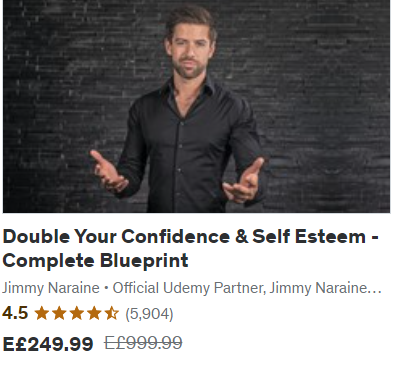 Double Your Confidence & Self Esteem -
Complete Blueprint
Jimmy Naraine • Official Udemy Partner, Jimmy Naraine...
4.5 (5,904)
E£249.99 E£999.99